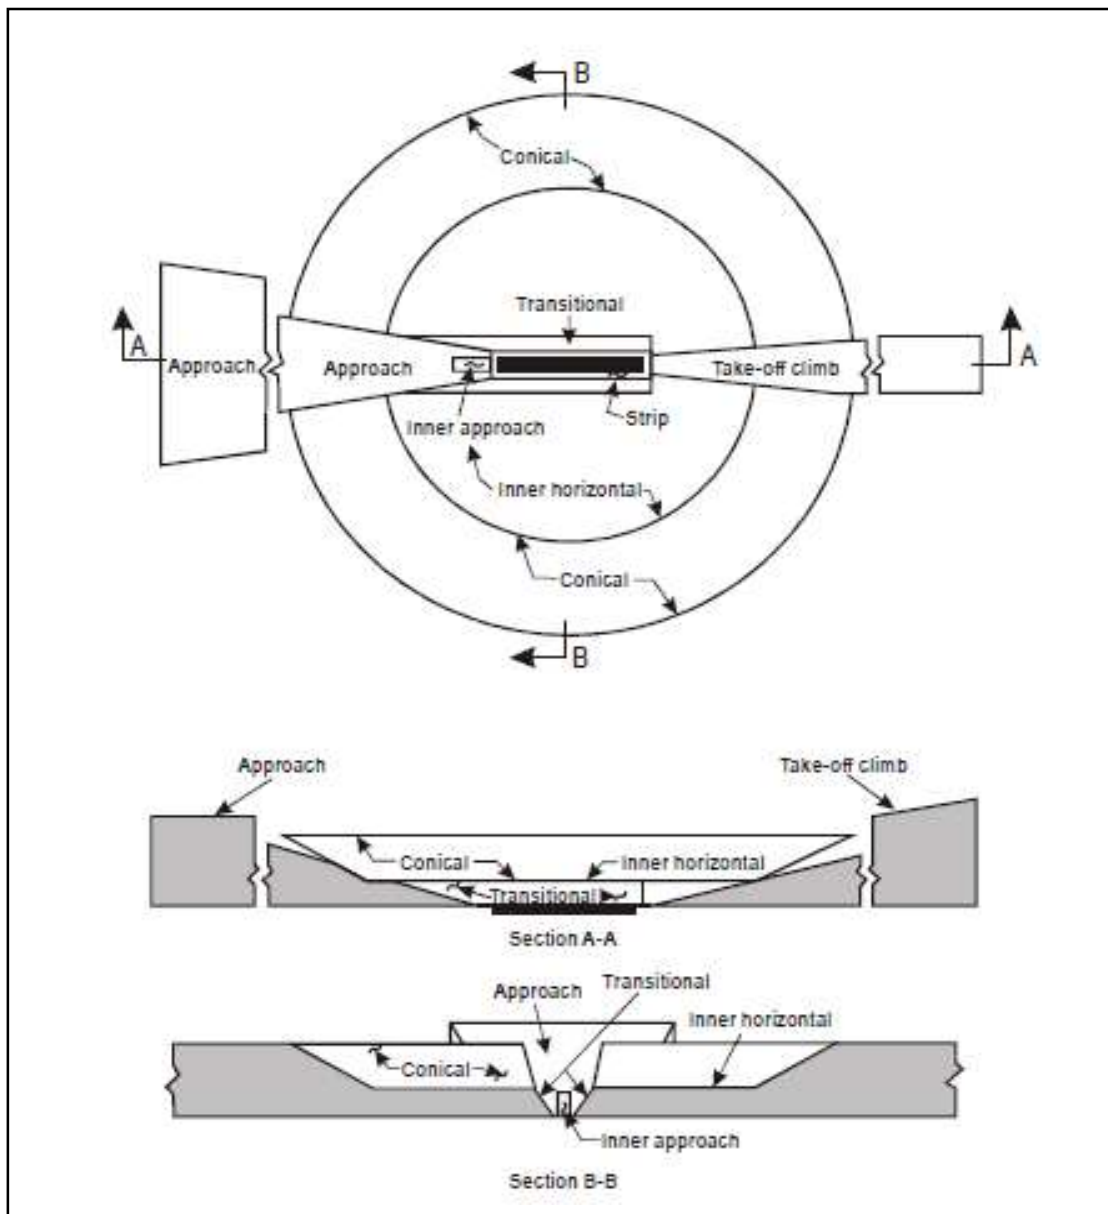 B
Conical
Transitional
A
Approach
Approach
Take-off climb
A
Strip
Inner approach
Inner horizontal
Conical
B
Approach
Take-off climb
Conical
Inner horizontal
Transitional
Section A-A
Transitional
Approach
Inner horizontal
Conical
Inner approach
Section B-B